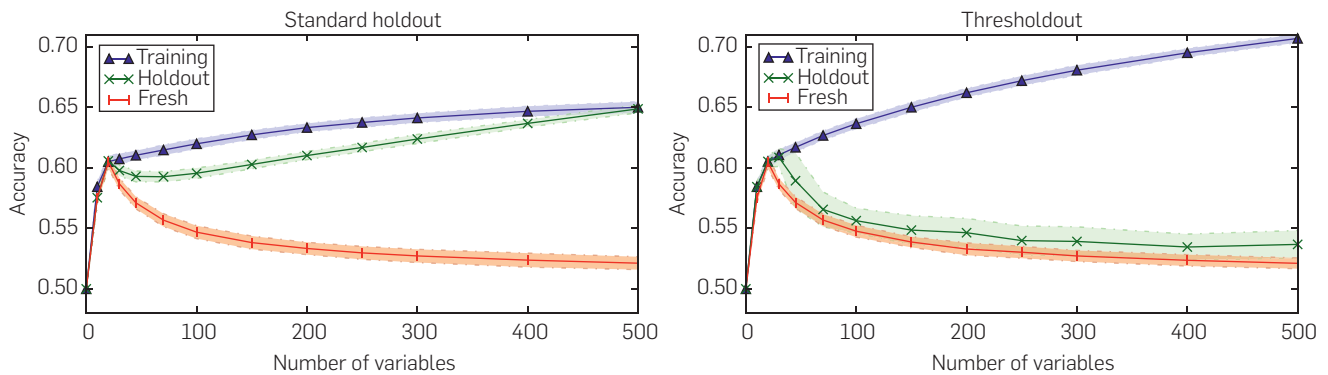 Standard holdout
0.70
0.65
0.60
0.55
0.50
Accuracy
Training
Holdout
Fresh
0
100
200
300
400
500
Number of variables
Thresholdout
0.70
0.65
0.60
0.55
0.50
Accuracy
Training
Holdout
Fresh
0
100
200
300
400
500
Number of variables